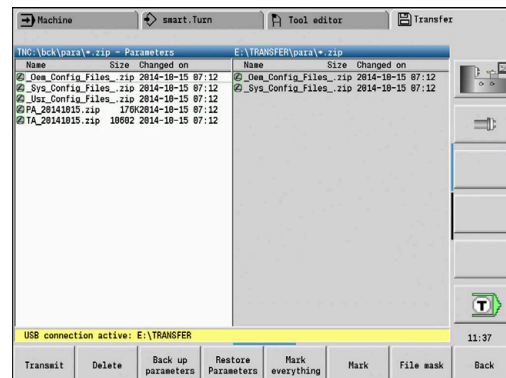 Machine
smart.Turn
Tool editor
Transfer
TNC:\bck\para\*.zip - Parameters
E:\TRANSFER\para\*.zip
Name Size Changed on
Name Size Changed on
_Oem_Config_Files_.zip 2014-10-15 07:12
_Oem_Config_Files_.zip 2014-10-15 07:12
_Sys_Config_Files_.zip 2014-10-15 07:12
_Sys_Config_Files_.zip 2014-10-15 07:12
_Usr_Config_Files_.zip 2014-10-15 07:12
PA_20141015.zip 176K2014-10-15 07:12
TA_20141015.zip 10602 2014-10-15 07:12
T
USB connection active: E:\TRANSFER
11:37
Transmit
Delete
Back up
parameters
Restore
Parameters
Mark
everything
Mark
File mask
Back